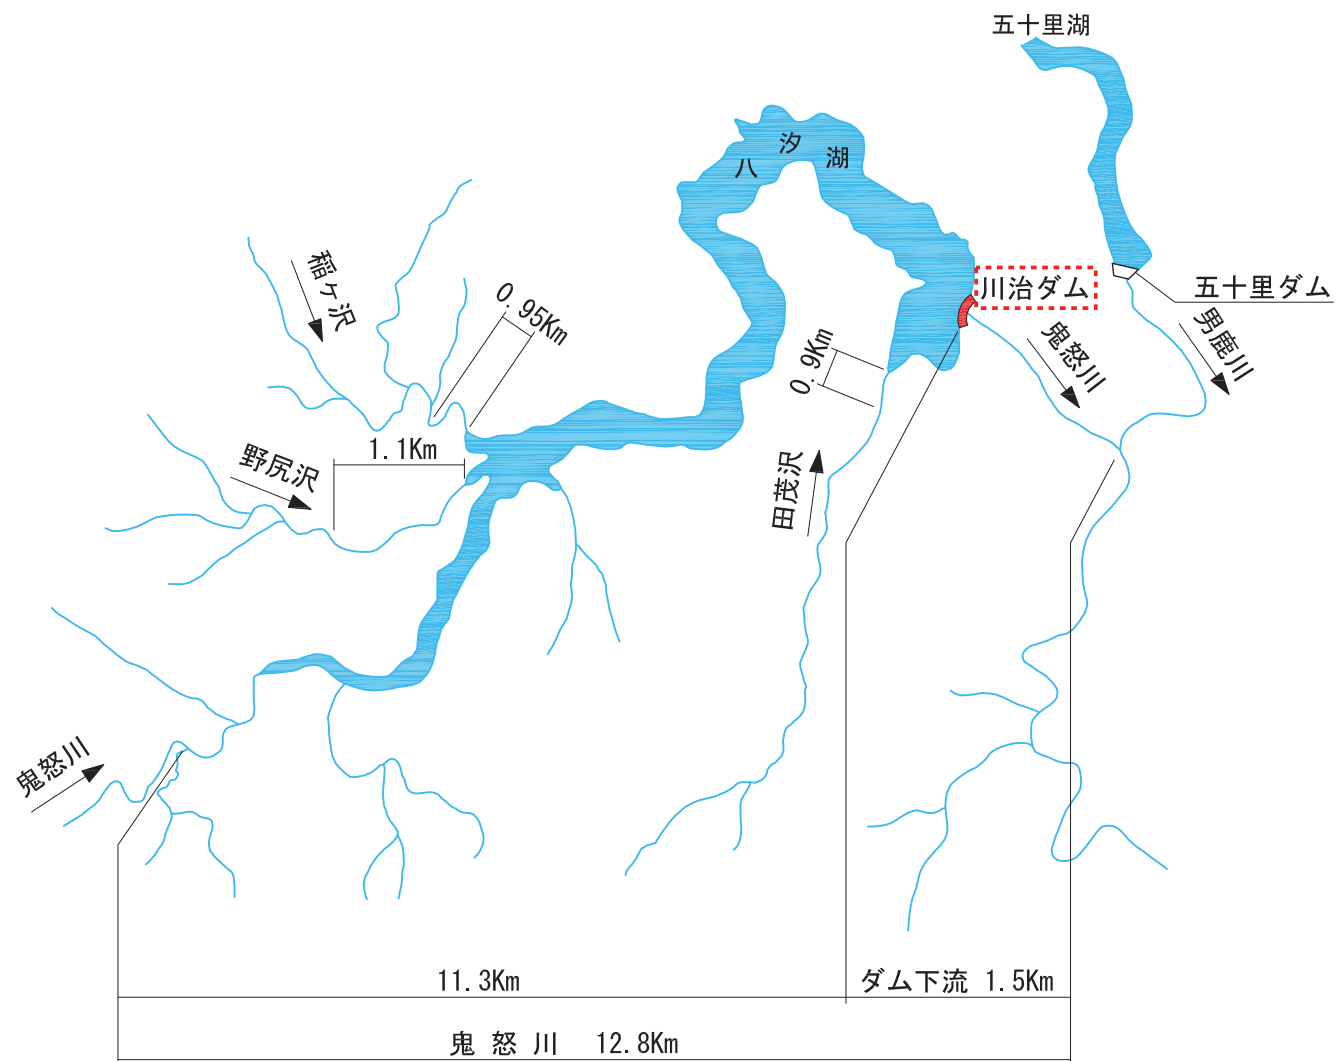 五十里湖
八汐湖
稲ヶ沢
0.95Km
川治ダム
五十里ダム
鬼怒川
男鹿川
0.9Km
1.1Km
野尻沢
田茂沢
鬼怒川
11.3Km
ダム下流 1.5Km
鬼怒川 12.8Km